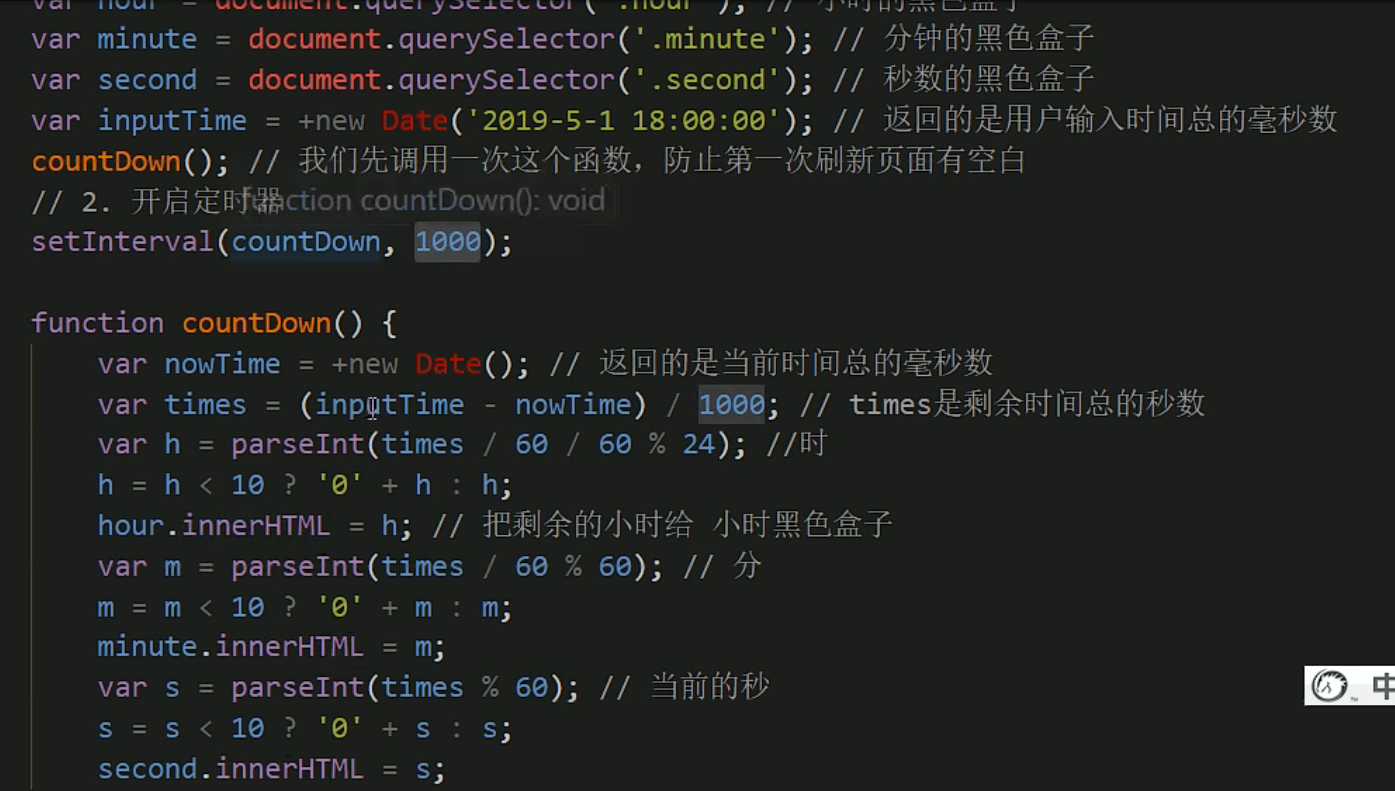 var hour = document.querySelector('.hour'); // 小时的黑色盒子
var minute = document.querySelector('.minute'); // 分钟的黑色盒子
var second = document.querySelector('.second'); // 秒数的黑色盒子
var inputTime = +new Date('2019-5-1 18:00:00'); // 返回的是用户输入时间总的毫秒数
countDown(); // 我们先调用一次这个函数，防止第一次刷新页面有空白
// 2. 开启定时器
function countDown(): void
setInterval(countDown, 1000);
function countDown() {
var nowTime = +new Date(); // 返回的是当前时间总的毫秒数
var times = (inputTime - nowTime) / 1000; // times是剩余时间总的秒数
var h = parseInt(times / 60 / 60 % 24); //时
h = h < 10 ? '0' + h : h;
hour.innerHTML = h; // 把剩余的小时给 小时黑色盒子
var m = parseInt(times / 60 % 60); // 分
m = m < 10 ? '0' + m : m;
minute.innerHTML = m;
var s = parseInt(times % 60); // 当前的秒
s = s < 10 ? '0' + s : s;
second.innerHTML = s;
中